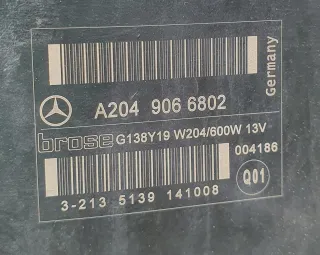 Germany
A204 906 6802
brose G138Y19 W204/600W 13V
004186
3-213 5139 141008
Q01